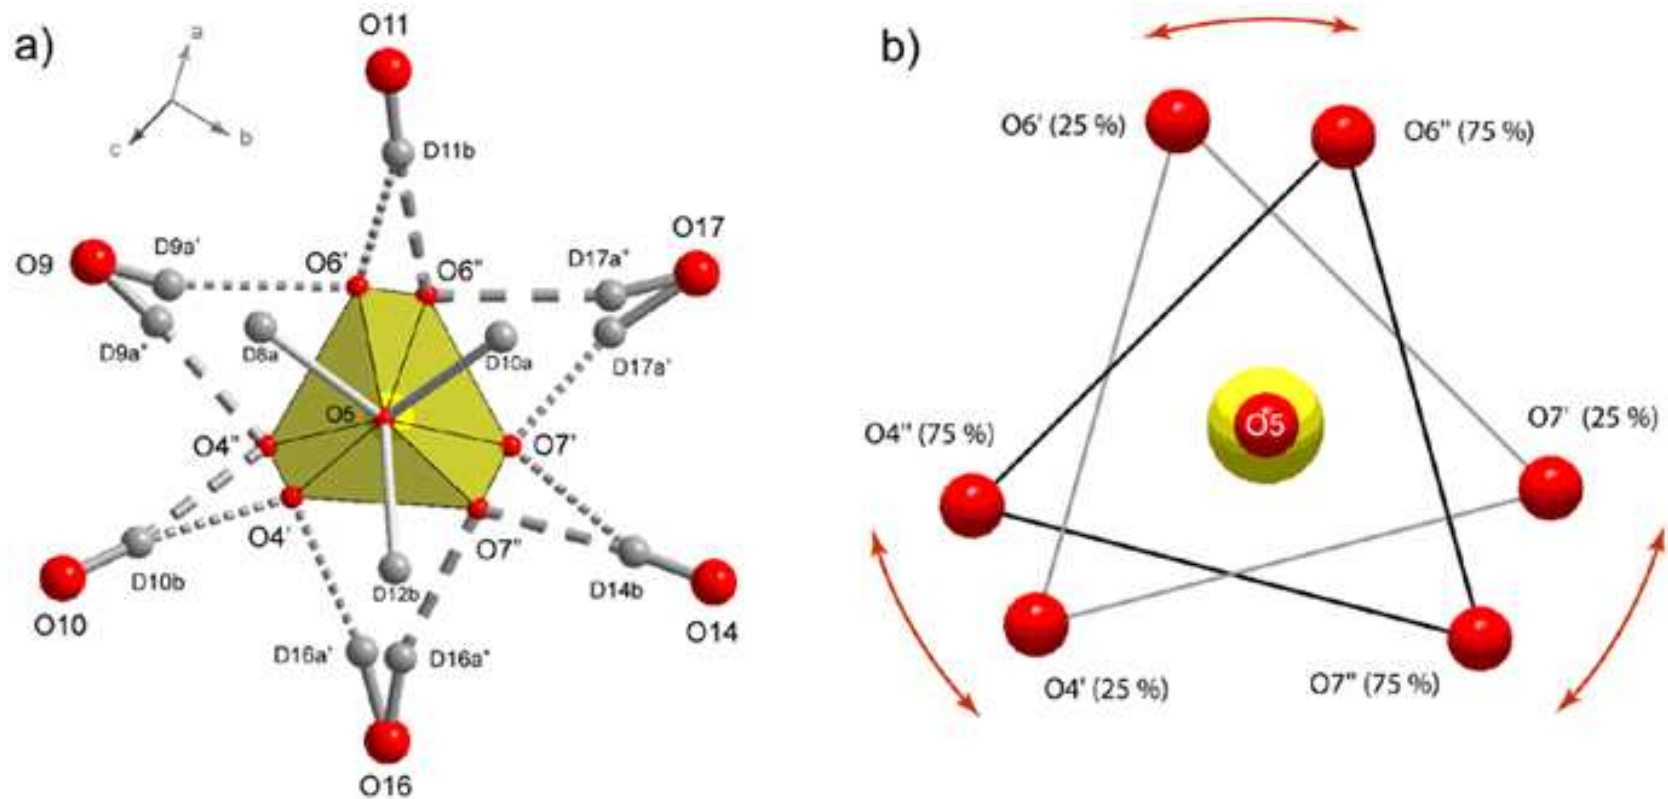 a)
a
b
c
O11
D11b
O9
D9a'
D9a"
O6'
O6"
O17
D17a"
D17a'
D8a
D10a
O5
O4"
O4'
O7'
O7"
O10
D10b
D12b
D14b
O14
D16a'
D16a"
O16
b)
O6' (25 %)
O6" (75 %)
O5
O4" (75 %)
O7' (25 %)
O4' (25 %)
O7" (75 %)